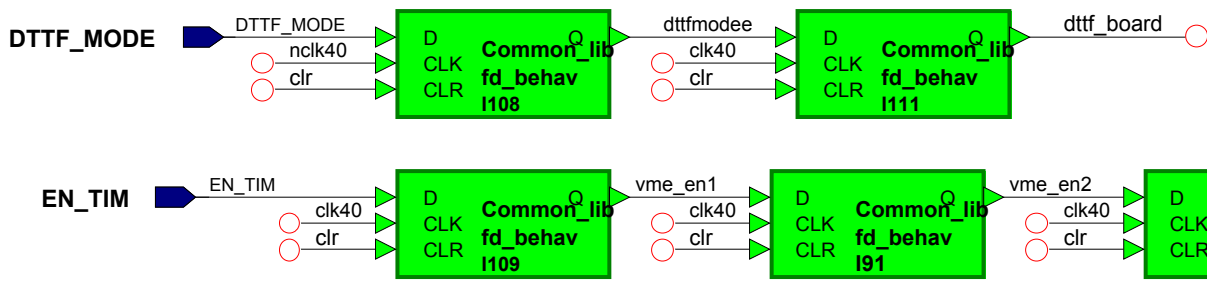 DTTF_MODE DTTF_MODE D Q dttfmodee D Q dttf_board
nclk40 CLK Common_lib clk40 CLK Common_lib
clr CLR fd_behav clr CLR fd_behav
I108 I111
EN_TIM EN_TIM D Q vme_en1 D Q vme_en2 D
clk40 CLK Common_lib clk40 CLK Common_lib clk40 CLK
clr CLR fd_behav clr CLR fd_behav clr CLR
I109 I91